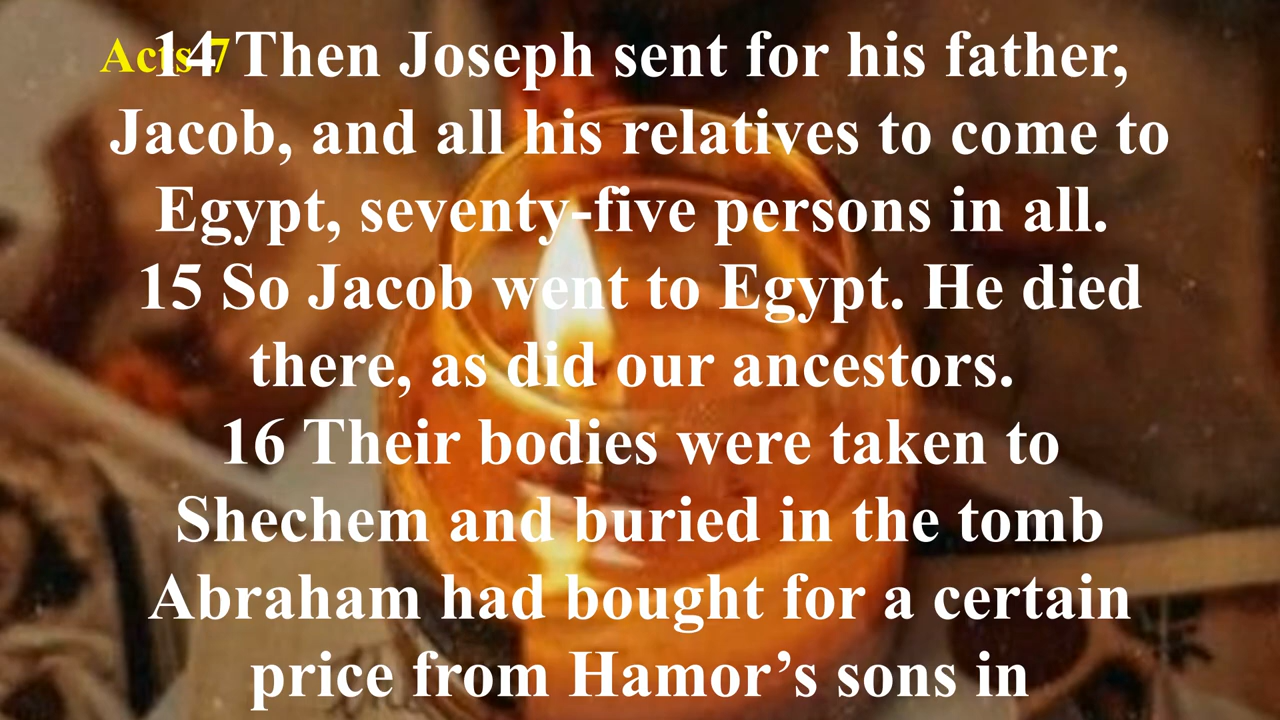 Acts 7
14 Then Joseph sent for his father,
Jacob, and all his relatives to come to
Egypt, seventy-five persons in all.
15 So Jacob went to Egypt. He died
there, as did our ancestors.
16 Their bodies were taken to
Shechem and buried in the tomb
Abraham had bought for a certain
price from Hamor’s sons in